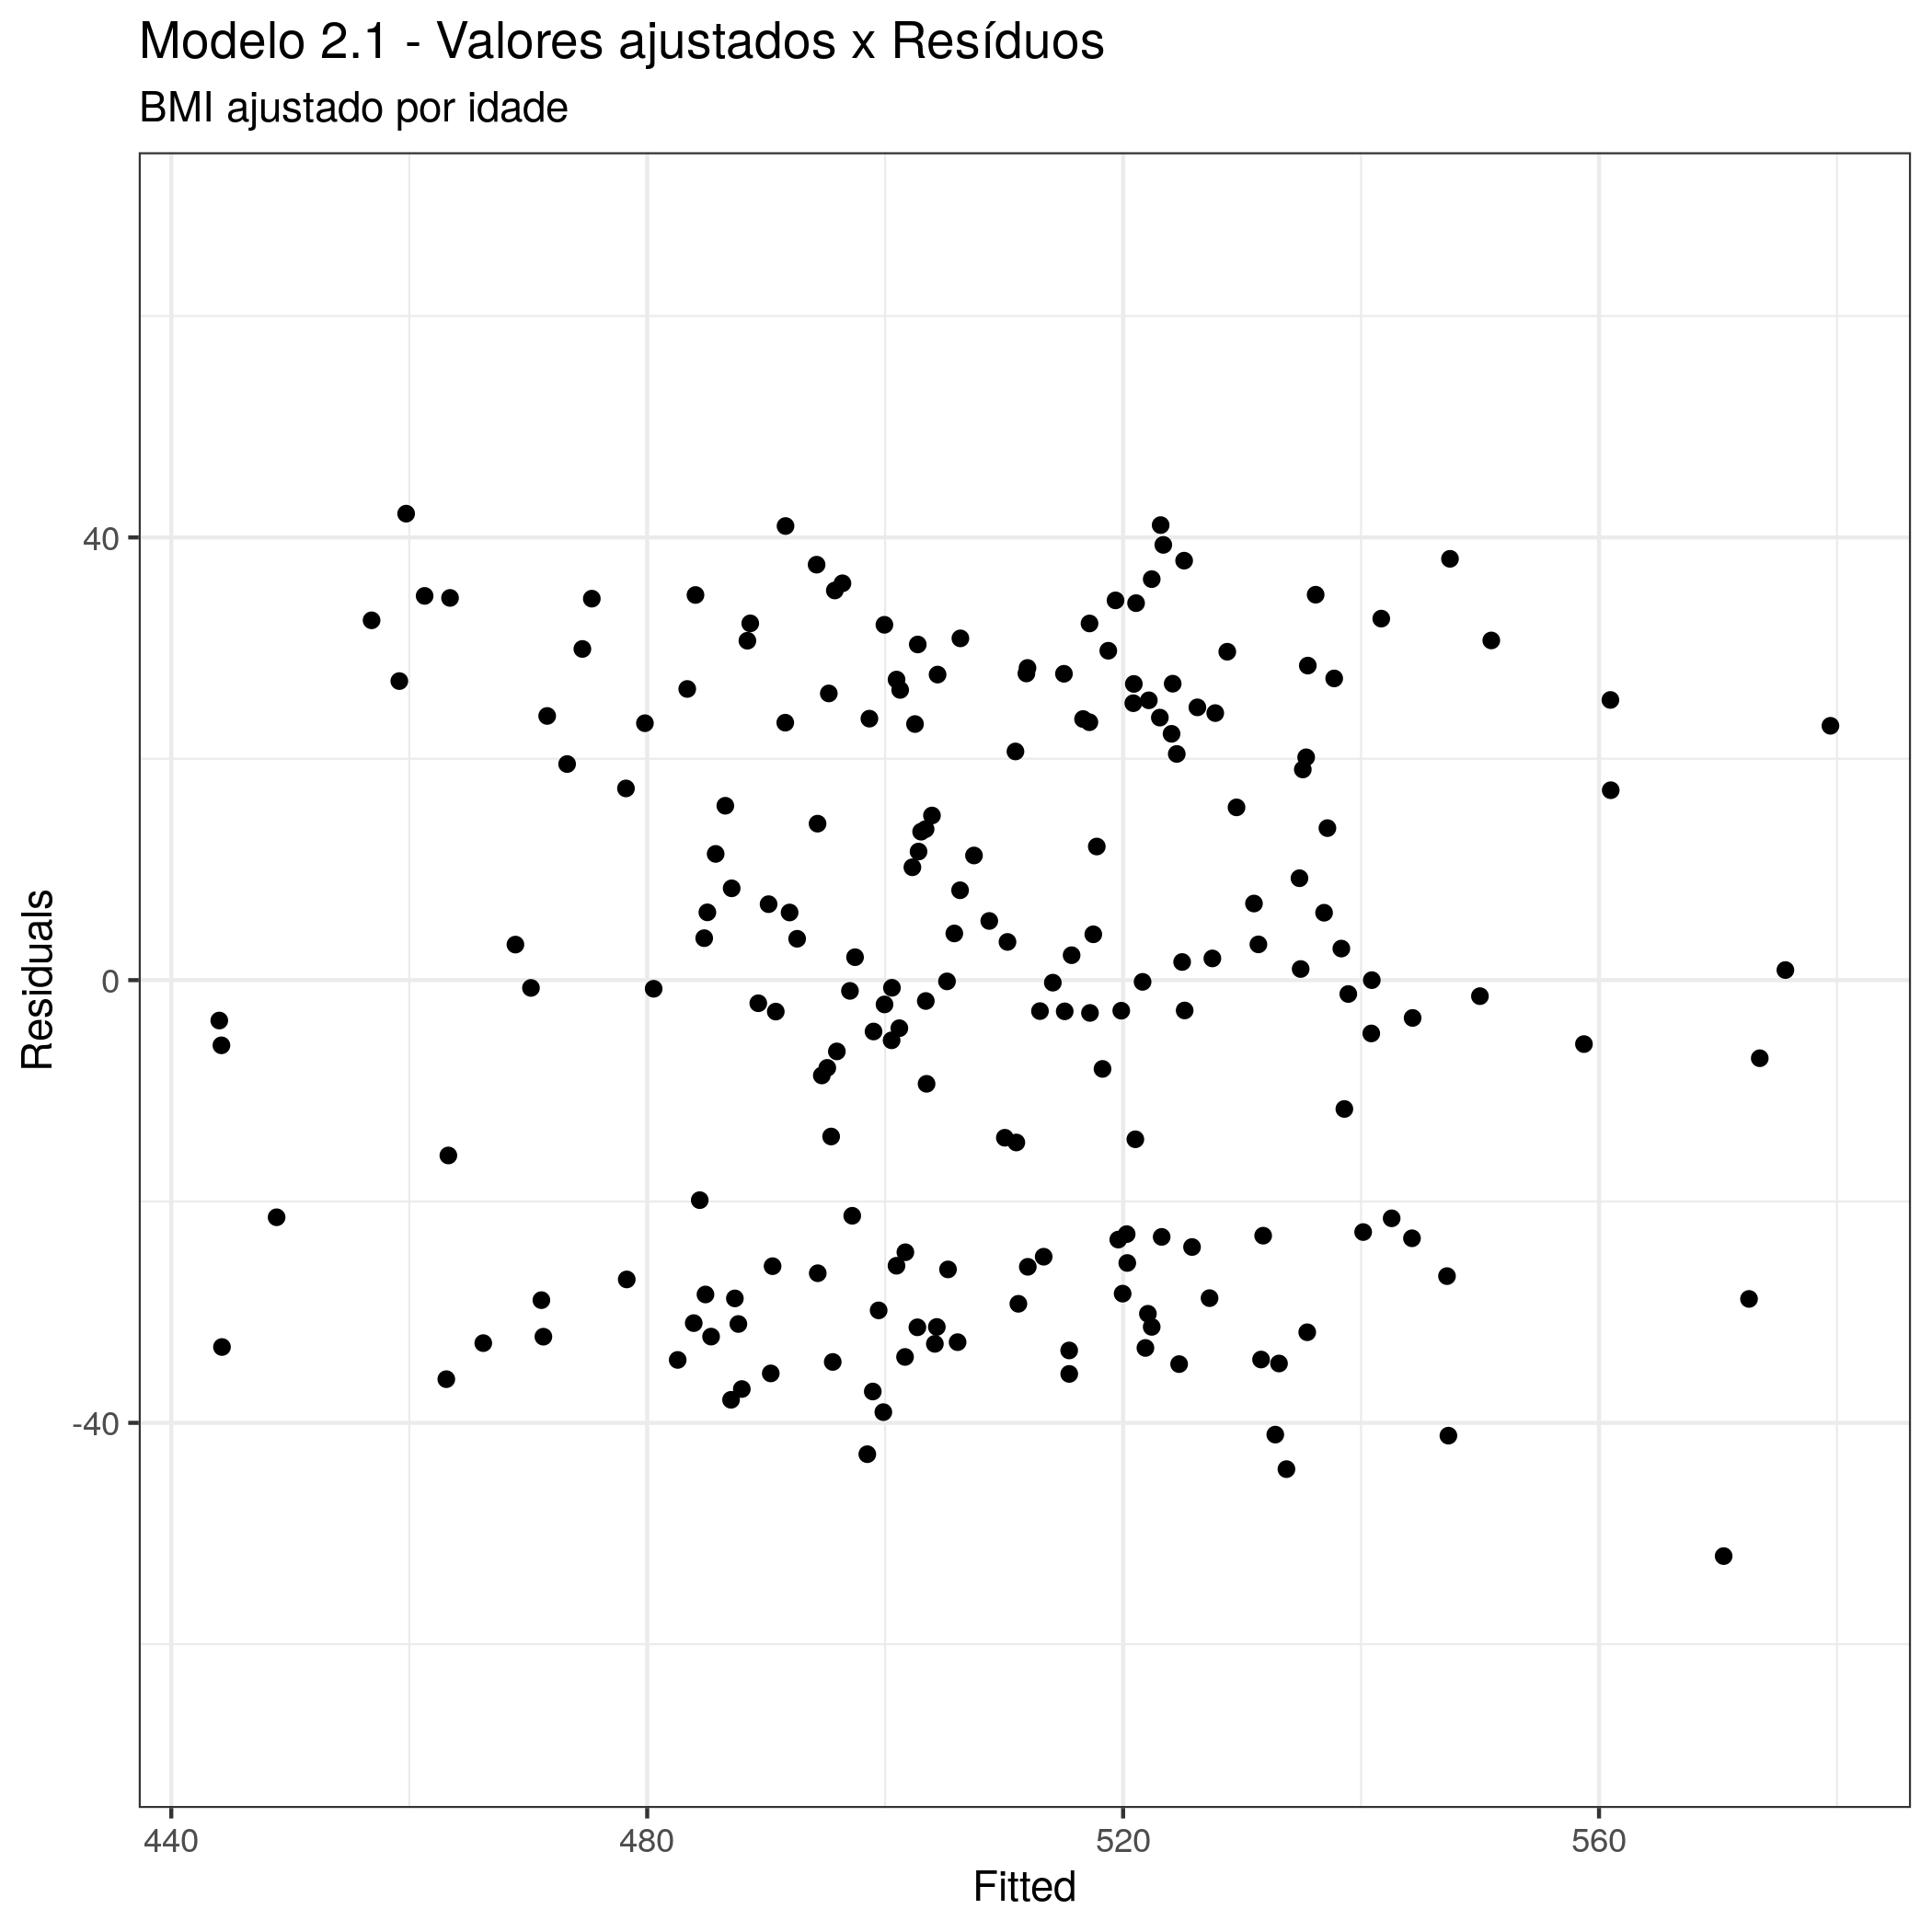 Modelo 2.1 - Valores ajustados x Resíduos
BMI ajustado por idade
Residuals
40
0
-40
440 480 520 560
Fitted